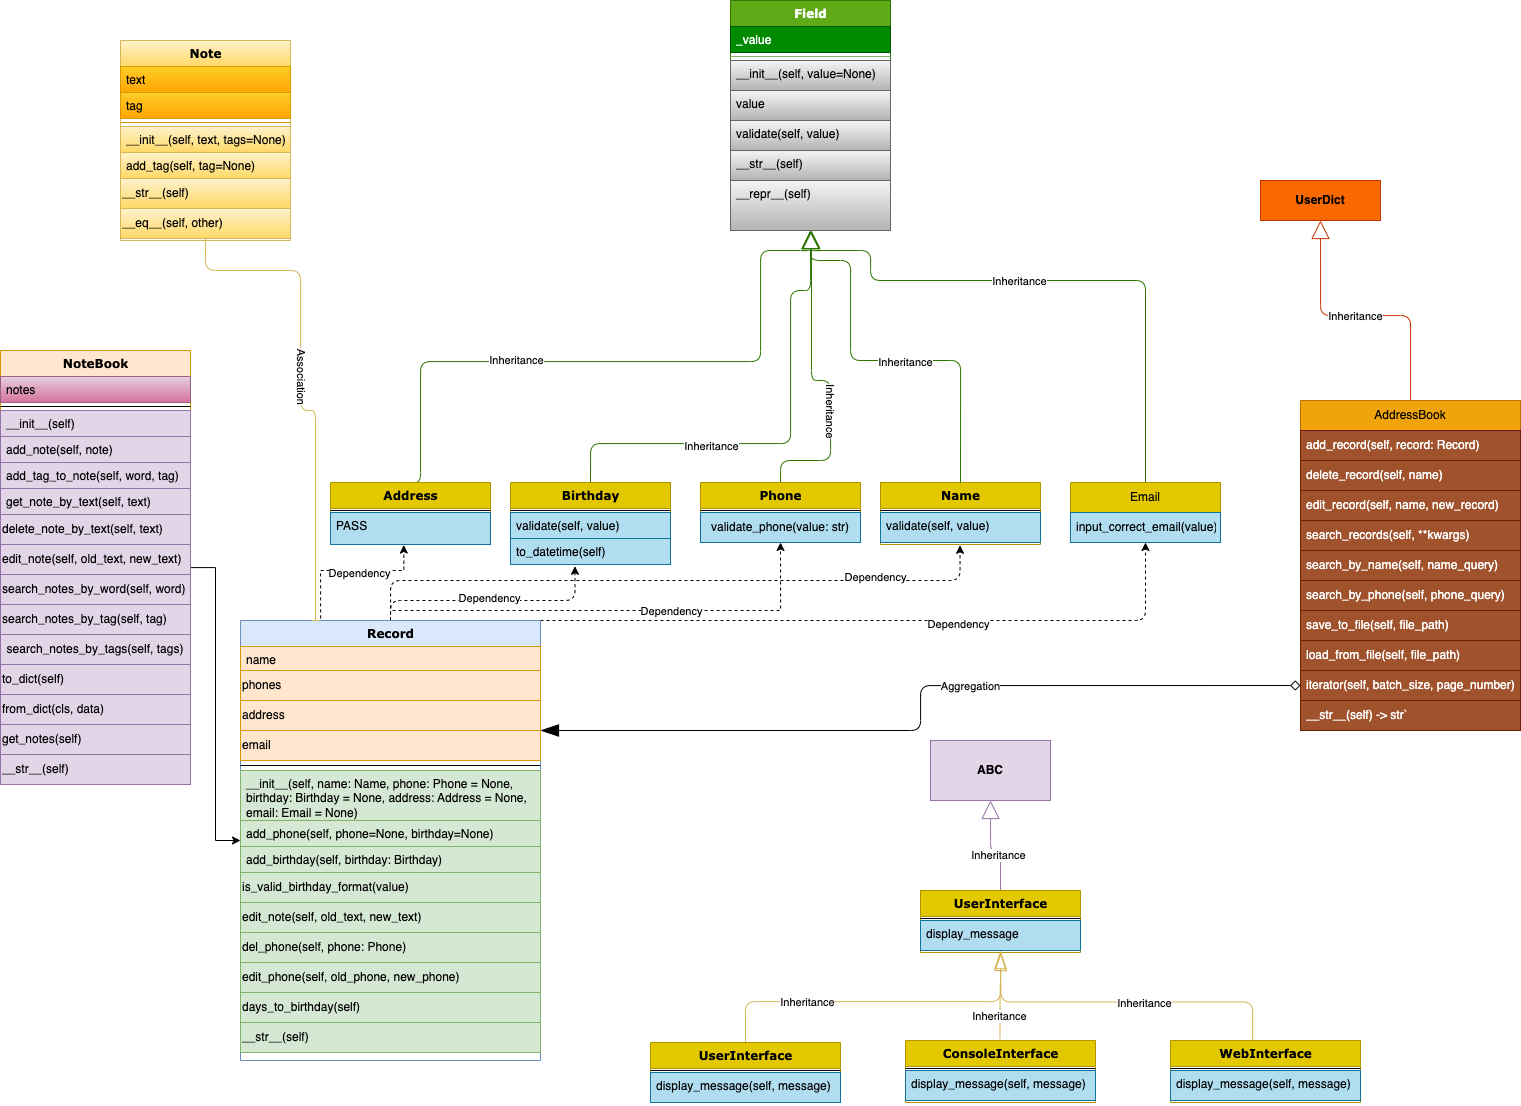 Field
_value
__init__(self, value=None)
value
validate(self, value)
__str__(self)
__repr__(self)
Note
text
tag
__init__(self, text, tags=None)
add_tag(self, tag=None)
__str__(self)
__eq__(self, other)
UserDict
Inheritance
Inheritance
Association
Inheritance
Inheritance
Inheritance
Inheritance
NoteBook
notes
__init__(self)
add_note(self, note)
add_tag_to_note(self, word, tag)
get_note_by_text(self, text)
delete_note_by_text(self, text)
edit_note(self, old_text, new_text)
search_notes_by_word(self, word)
search_notes_by_tag(self, tag)
search_notes_by_tags(self, tags)
to_dict(self)
from_dict(cls, data)
get_notes(self)
__str__(self)
Address
PASS
Birthday
validate(self, value)
to_datetime(self)
Phone
validate_phone(value: str)
Name
validate(self, value)
Email
input_correct_email(value)
AddressBook
add_record(self, record: Record)
delete_record(self, name)
edit_record(self, name, new_record)
search_records(self, **kwargs)
search_by_name(self, name_query)
search_by_phone(self, phone_query)
save_to_file(self, file_path)
load_from_file(self, file_path)
iterator(self, batch_size, page_number)
__str__(self) -> str`
Dependency
Dependency
Dependency
Dependency
Dependency
Aggregation
Record
name
phones
address
email
__init__(self, name: Name, phone: Phone = None,
birthday: Birthday = None, address: Address = None,
email: Email = None)
add_phone(self, phone=None, birthday=None)
add_birthday(self, birthday: Birthday)
is_valid_birthday_format(value)
edit_note(self, old_text, new_text)
del_phone(self, phone: Phone)
edit_phone(self, old_phone, new_phone)
days_to_birthday(self)
__str__(self)
ABC
Inheritance
UserInterface
display_message
Inheritance
Inheritance
Inheritance
UserInterface
display_message(self, message)
ConsoleInterface
display_message(self, message)
WebInterface
display_message(self, message)